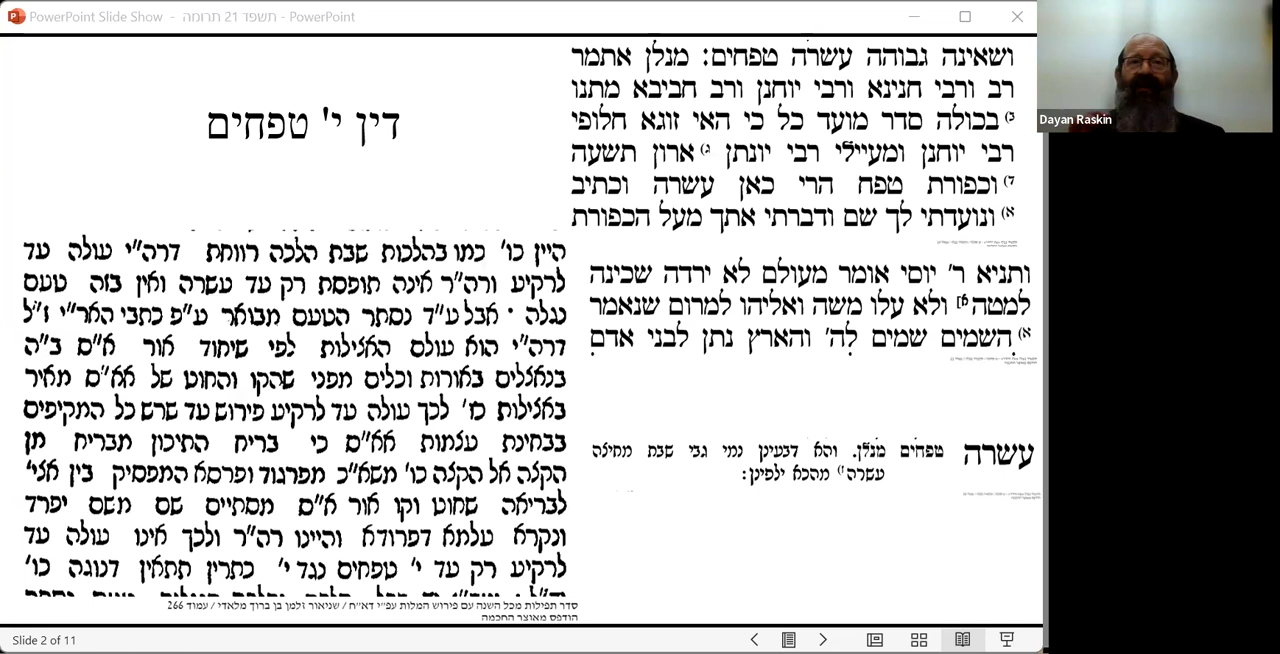 PowerPoint Slide Show - תשפד 21 תרומה - PowerPoint
Dayan Raskin
ושאינה גבוהה עשרה טפחים: מנלן אתמר
רב ורבי חנינא ורבי יוחנן ורב חביבא מתנו
ב) בכולה סדר מועד כל כי האי זוגא חלופי
רבי יוחנן ומעיילי רבי יונתן ג) ארון תשעה
ד) וכפורת טפח הרי כאן עשרה וכתיב
א) ונועדתי לך שם ודברתי אתך מעל הכפורת
ותניא ר' יוסי אומר מעולם לא ירדה שכינה
למטה א] ולא עלו משה ואליהו למרום שנאמר
א) השמים שמים לה' והארץ נתן לבני אדם
עשרה טפחים מנלן. והא דבעינן נמי גבי שבת מחיצה
עשרה ז) מהכא ילפינן:
דין י' טפחים
היין כו' כמו בהלכות שבת הלכה רווחת דרה"י עולה עד
לרקיע ורה"ר אינה תופסת רק עד עשרה ואין בזה טעם
נגלה · אבל ע"ד נסתר הטעם מבואר ע"פ כתבי האר"י ז"ל
דרה"י הוא עולם האצילות לפי שיחוד אור א"ס ב"ה
בנאצלים באורות וכלים מפני שהקו והחוט של אא"ס מאיר
באצילות כו' לכך עולה עד לרקיע פירוש עד שרש כל המקיפים
בבחינת עצמות אא"ס כי בריח התיכון מבריח מן
הקצה אל הקצה כו' משא"כ מפרגוד ופרסא המפסיק בין אצי'
לבריאה שחוט וקו אור א"ס מסתיים שם משם יפרד
ונקרא עלמא דפרודא והיינו רה"ר ולכך אינו עולה עד
לרקיע רק עד י' טפחים נגד י' כתרין תתאין דנוגה כו'
סדר תפילות מכל השנה עם פירוש המלות עפ"י דא"ח / שניאור זלמן בן ברוך מלאדי / עמוד 266
הודפס מאוצר החכמה
Slide 2 of 11